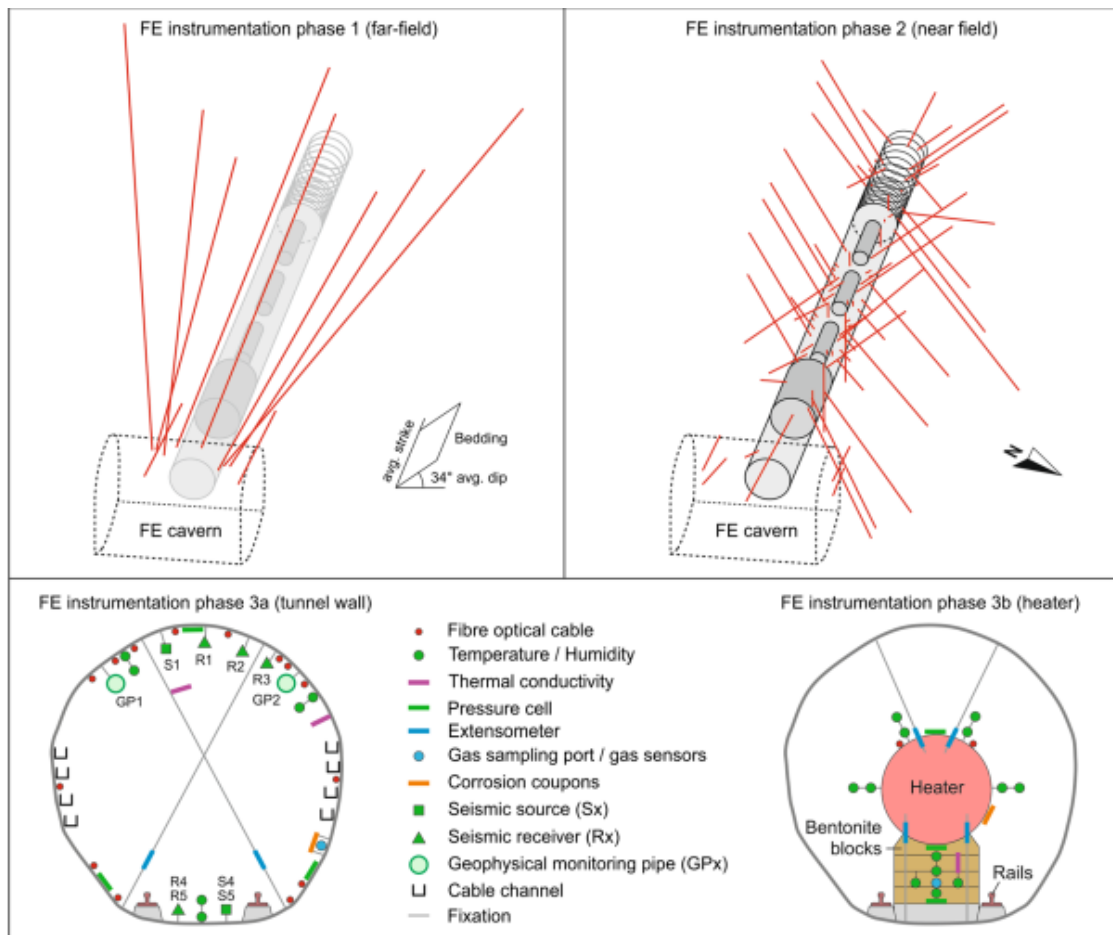 FE instrumentation phase 1 (far-field)
avg. strike
Bedding
34° avg. dip
FE cavern
FE instrumentation phase 2 (near field)
N
FE cavern
FE instrumentation phase 3a (tunnel wall)
S1
R1
R2
R3
GP1
GP2
R4
R5
S4
S5
Fibre optical cable
Temperature / Humidity
Thermal conductivity
Pressure cell
Extensometer
Gas sampling port / gas sensors
Corrosion coupons
Seismic source (Sx)
Seismic receiver (Rx)
Geophysical monitoring pipe (GPx)
Cable channel
Fixation
FE instrumentation phase 3b (heater)
Heater
Bentonite
blocks
Rails